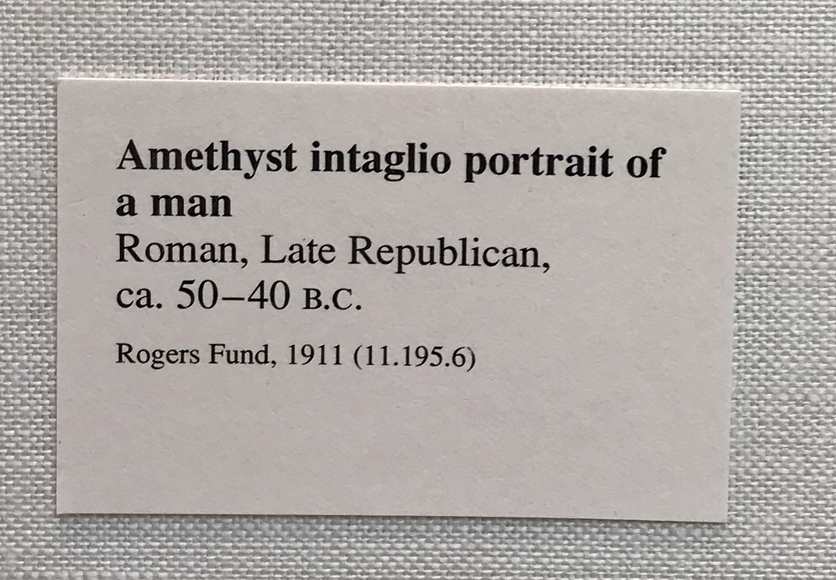 Amethyst intaglio portrait of
a man
Roman, Late Republican,
ca. 50–40 B.C.
Rogers Fund, 1911 (11.195.6)